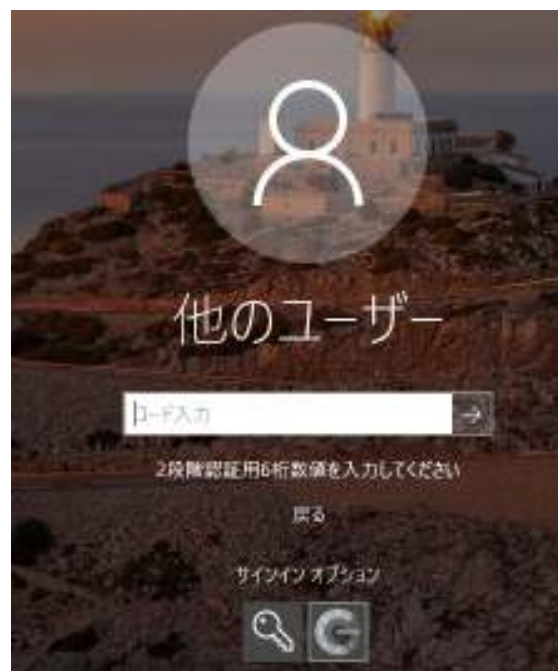 他のユーザー
コード入力
2段階認証用6桁数値を入力してください
戻る
サインイン オプション